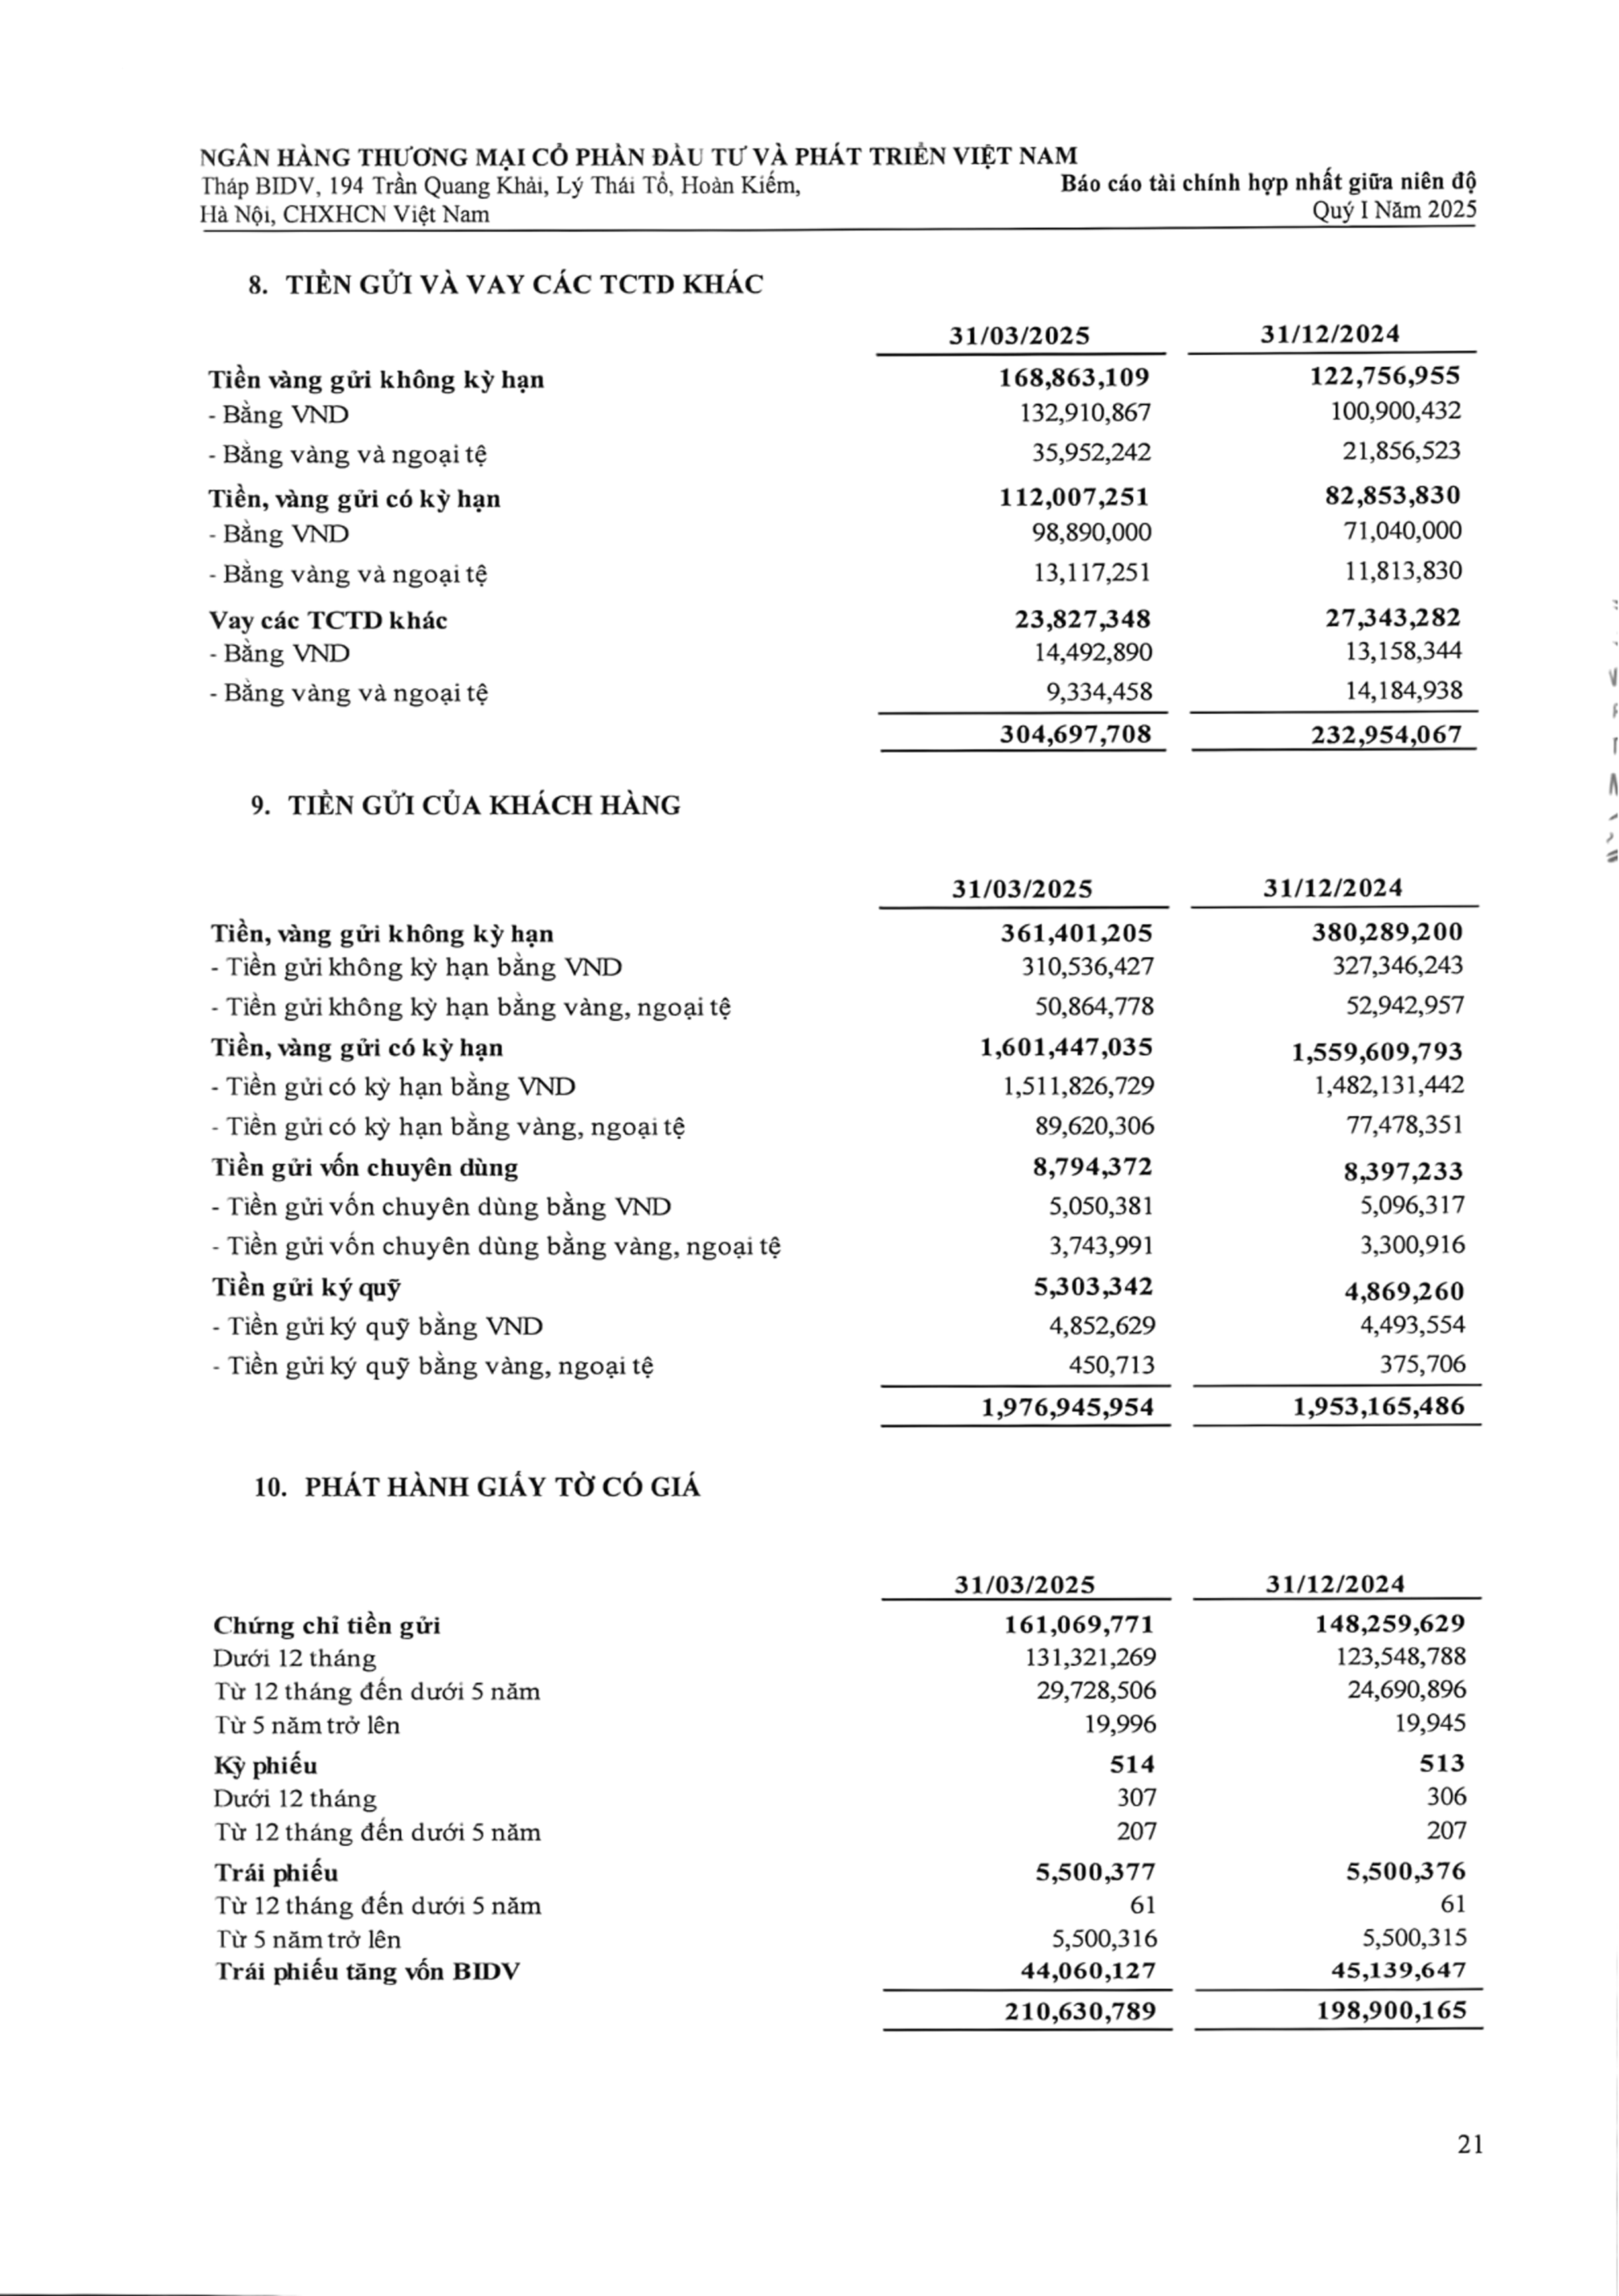 NGÂN HÀNG THƯƠNG MẠI CỔ PHẦN ĐẦU TƯ VÀ PHÁT TRIỂN VIỆT NAM
Tháp BIDV, 194 Trần Quang Khải, Lý Thái Tổ, Hoàn Kiếm, Báo cáo tài chính hợp nhất giữa niên độ
Hà Nội, CHXHCN Việt Nam Quý I Năm 2025
8. TIỀN GỬI VÀ VAY CÁC TCTD KHÁC
31/03/2025 31/12/2024
Tiền vàng gửi không kỳ hạn 168,863,109 122,756,955
- Bằng VND 132,910,867 100,900,432
- Bằng vàng và ngoại tệ 35,952,242 21,856,523
Tiền, vàng gửi có kỳ hạn 112,007,251 82,853,830
- Bằng VND 98,890,000 71,040,000
- Bằng vàng và ngoại tệ 13,117,251 11,813,830
Vay các TCTD khác 23,827,348 27,343,282
- Bằng VND 14,492,890 13,158,344
- Bằng vàng và ngoại tệ 9,334,458 14,184,938
304,697,708 232,954,067
9. TIỀN GỬI CỦA KHÁCH HÀNG
31/03/2025 31/12/2024
Tiền, vàng gửi không kỳ hạn 361,401,205 380,289,200
- Tiền gửi không kỳ hạn bằng VND 310,536,427 327,346,243
- Tiền gửi không kỳ hạn bằng vàng, ngoại tệ 50,864,778 52,942,957
Tiền, vàng gửi có kỳ hạn 1,601,447,035 1,559,609,793
- Tiền gửi có kỳ hạn bằng VND 1,511,826,729 1,482,131,442
- Tiền gửi có kỳ hạn bằng vàng, ngoại tệ 89,620,306 77,478,351
Tiền gửi vốn chuyên dùng 8,794,372 8,397,233
- Tiền gửi vốn chuyên dùng bằng VND 5,050,381 5,096,317
- Tiền gửi vốn chuyên dùng bằng vàng, ngoại tệ 3,743,991 3,300,916
Tiền gửi ký quỹ 5,303,342 4,869,260
- Tiền gửi ký quỹ bằng VND 4,852,629 4,493,554
- Tiền gửi ký quỹ bằng vàng, ngoại tệ 450,713 375,706
1,976,945,954 1,953,165,486
10. PHÁT HÀNH GIẤY TỜ CÓ GIÁ
31/03/2025 31/12/2024
Chứng chỉ tiền gửi 161,069,771 148,259,629
Dưới 12 tháng 131,321,269 123,548,788
Từ 12 tháng đến dưới 5 năm 29,728,506 24,690,896
Từ 5 năm trở lên 19,996 19,945
Kỳ phiếu 514 513
Dưới 12 tháng 307 306
Từ 12 tháng đến dưới 5 năm 207 207
Trái phiếu 5,500,377 5,500,376
Từ 12 tháng đến dưới 5 năm 61 61
Từ 5 năm trở lên 5,500,316 5,500,315
Trái phiếu tăng vốn BIDV 44,060,127 45,139,647
210,630,789 198,900,165
21